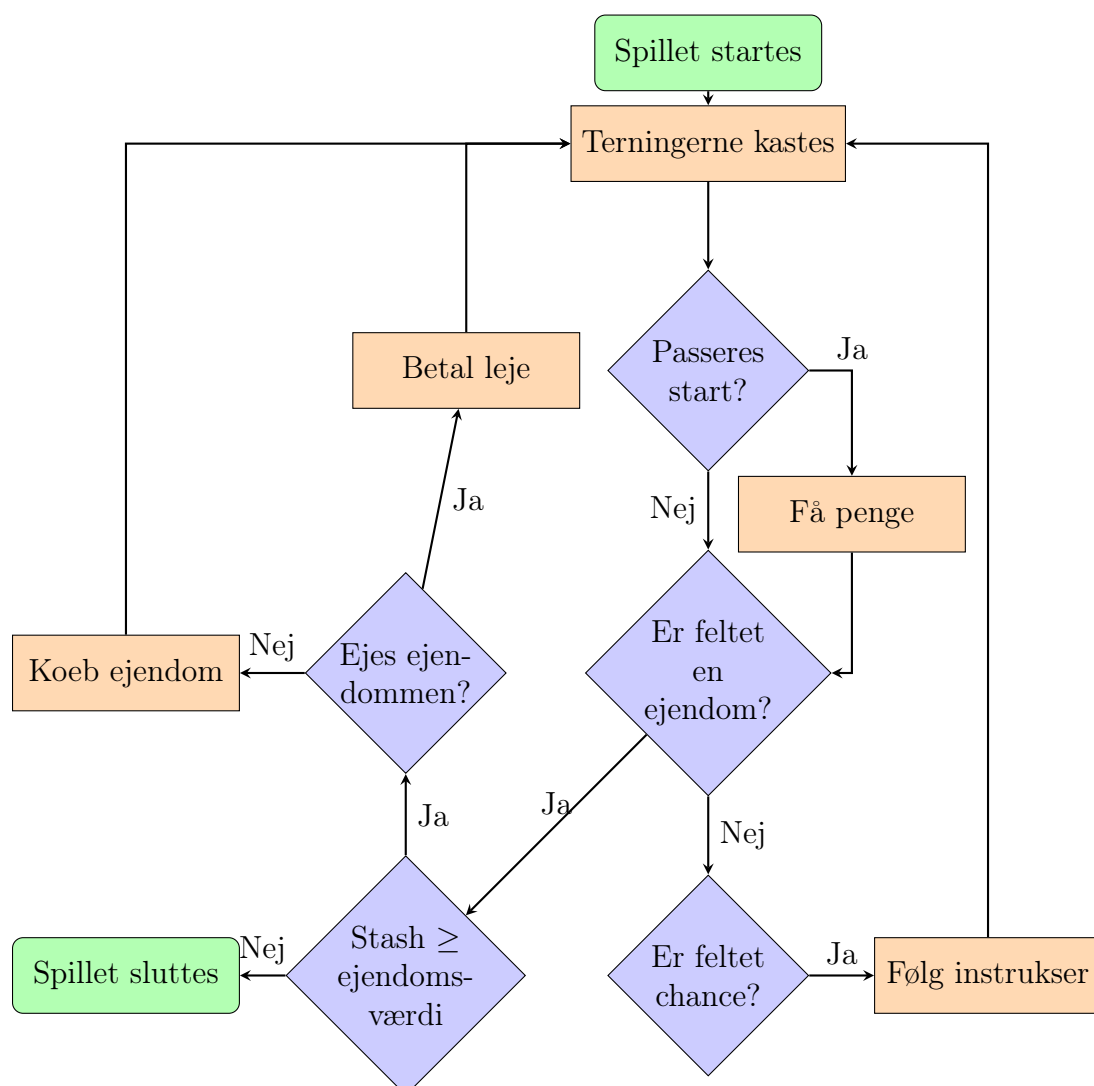 Spillet startes
Terningerne kastes
Passeres
start?
Ja
Betal leje
Nej
Få penge
Ja
Er feltet
en
ejendom?
Ejes ejen-
dommen?
Nej
Koeb ejendom
Ja
Ja
Nej
Stash ≥
ejendoms-
værdi
Nej
Spillet sluttes
Er feltet
chance?
Ja
Følg instrukser